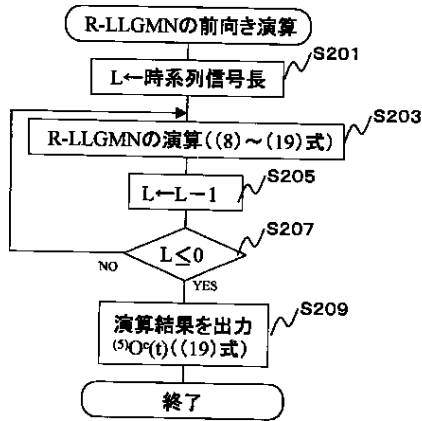 R-LLGMNの前向き演算
S201
L←時系列信号長
S203
R-LLGMNの演算((8)～(19)式)
S205
L←L－1
S207
L≦0
NO
YES
S209
演算結果を出力
⁽⁵⁾Oᶜ(t)((19)式)
終了